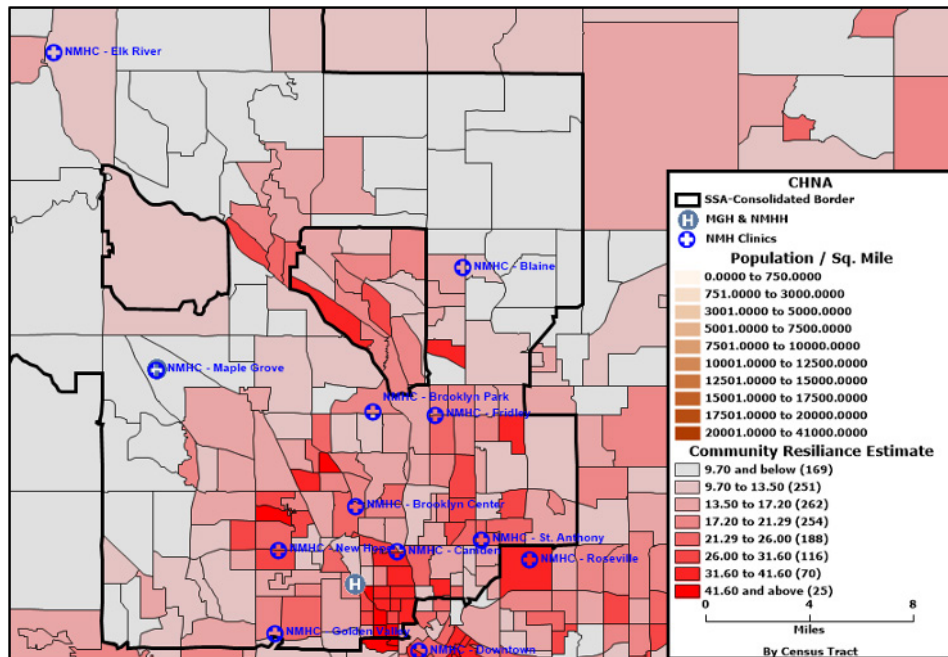 NMHC - Elk River
NMHC - Blaine
NMHC - Maple Grove
NMHC - Brooklyn Park
NMHC - Fridley
NMHC - Brooklyn Center
NMHC - St. Anthony
NMHC - New Hope
NMHC - Camden
NMHC - Roseville
H
NMHC - Golden Valley
NMHC - Downtown
CHNA
SSA-Consolidated Border
H MGH & NMHH
NMH Clinics
Population / Sq. Mile
0.0000 to 750.0000
751.0000 to 3000.0000
3001.0000 to 5000.0000
5001.0000 to 7500.0000
7501.0000 to 10000.0000
10001.0000 to 12500.0000
12501.0000 to 15000.0000
15001.0000 to 17500.0000
17501.0000 to 20000.0000
20001.0000 to 41000.0000
Community Resiliance Estimate
9.70 and below (169)
9.70 to 13.50 (251)
13.50 to 17.20 (262)
17.20 to 21.29 (254)
21.29 to 26.00 (188)
26.00 to 31.60 (116)
31.60 to 41.60 (70)
41.60 and above (25)
0 4 8
Miles
By Census Tract